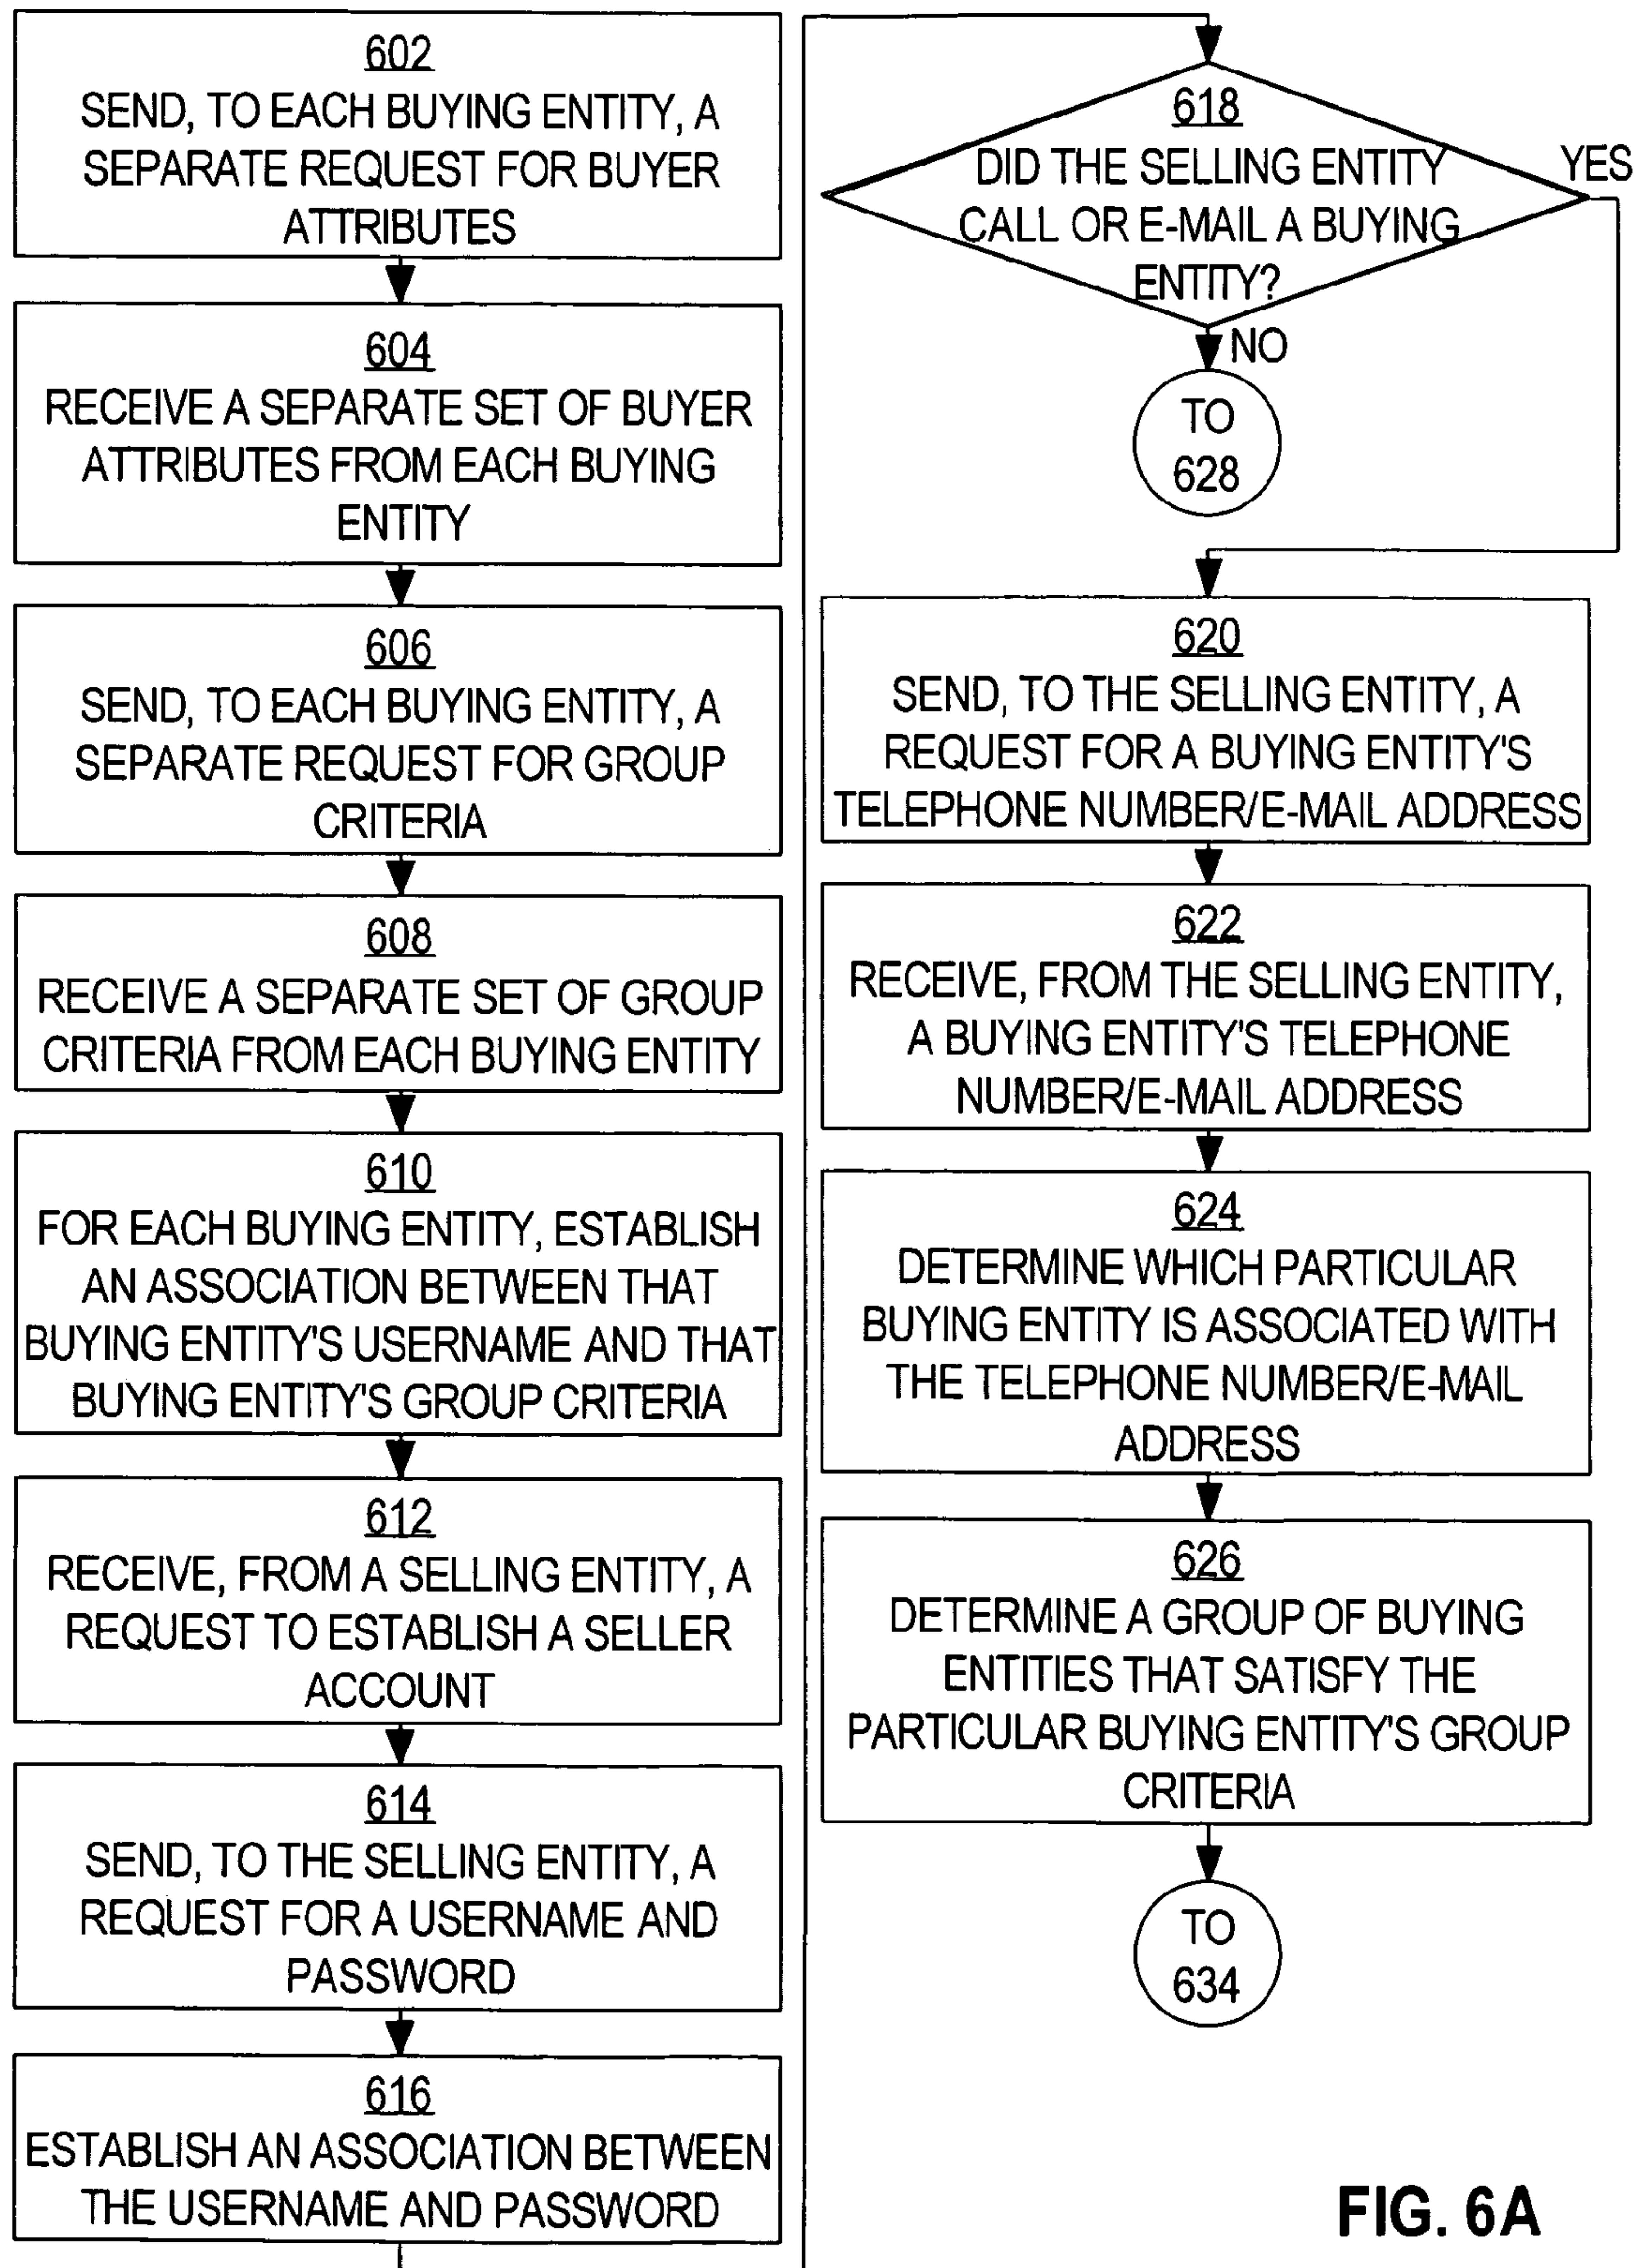 602
SEND, TO EACH BUYING ENTITY, A
SEPARATE REQUEST FOR BUYER
ATTRIBUTES
604
RECEIVE A SEPARATE SET OF BUYER
ATTRIBUTES FROM EACH BUYING
ENTITY
606
SEND, TO EACH BUYING ENTITY, A
SEPARATE REQUEST FOR GROUP
CRITERIA
608
RECEIVE A SEPARATE SET OF GROUP
CRITERIA FROM EACH BUYING ENTITY
610
FOR EACH BUYING ENTITY, ESTABLISH
AN ASSOCIATION BETWEEN THAT
BUYING ENTITY'S USERNAME AND THAT
BUYING ENTITY'S GROUP CRITERIA
612
RECEIVE, FROM A SELLING ENTITY, A
REQUEST TO ESTABLISH A SELLER
ACCOUNT
614
SEND, TO THE SELLING ENTITY, A
REQUEST FOR A USERNAME AND
PASSWORD
616
ESTABLISH AN ASSOCIATION BETWEEN
THE USERNAME AND PASSWORD
618
DID THE SELLING ENTITY
CALL OR E-MAIL A BUYING
ENTITY?
YES
NO
TO
628
620
SEND, TO THE SELLING ENTITY, A
REQUEST FOR A BUYING ENTITY'S
TELEPHONE NUMBER/E-MAIL ADDRESS
622
RECEIVE, FROM THE SELLING ENTITY,
A BUYING ENTITY'S TELEPHONE
NUMBER/E-MAIL ADDRESS
624
DETERMINE WHICH PARTICULAR
BUYING ENTITY IS ASSOCIATED WITH
THE TELEPHONE NUMBER/E-MAIL
ADDRESS
626
DETERMINE A GROUP OF BUYING
ENTITIES THAT SATISFY THE
PARTICULAR BUYING ENTITY'S GROUP
CRITERIA
TO
634
FIG. 6A